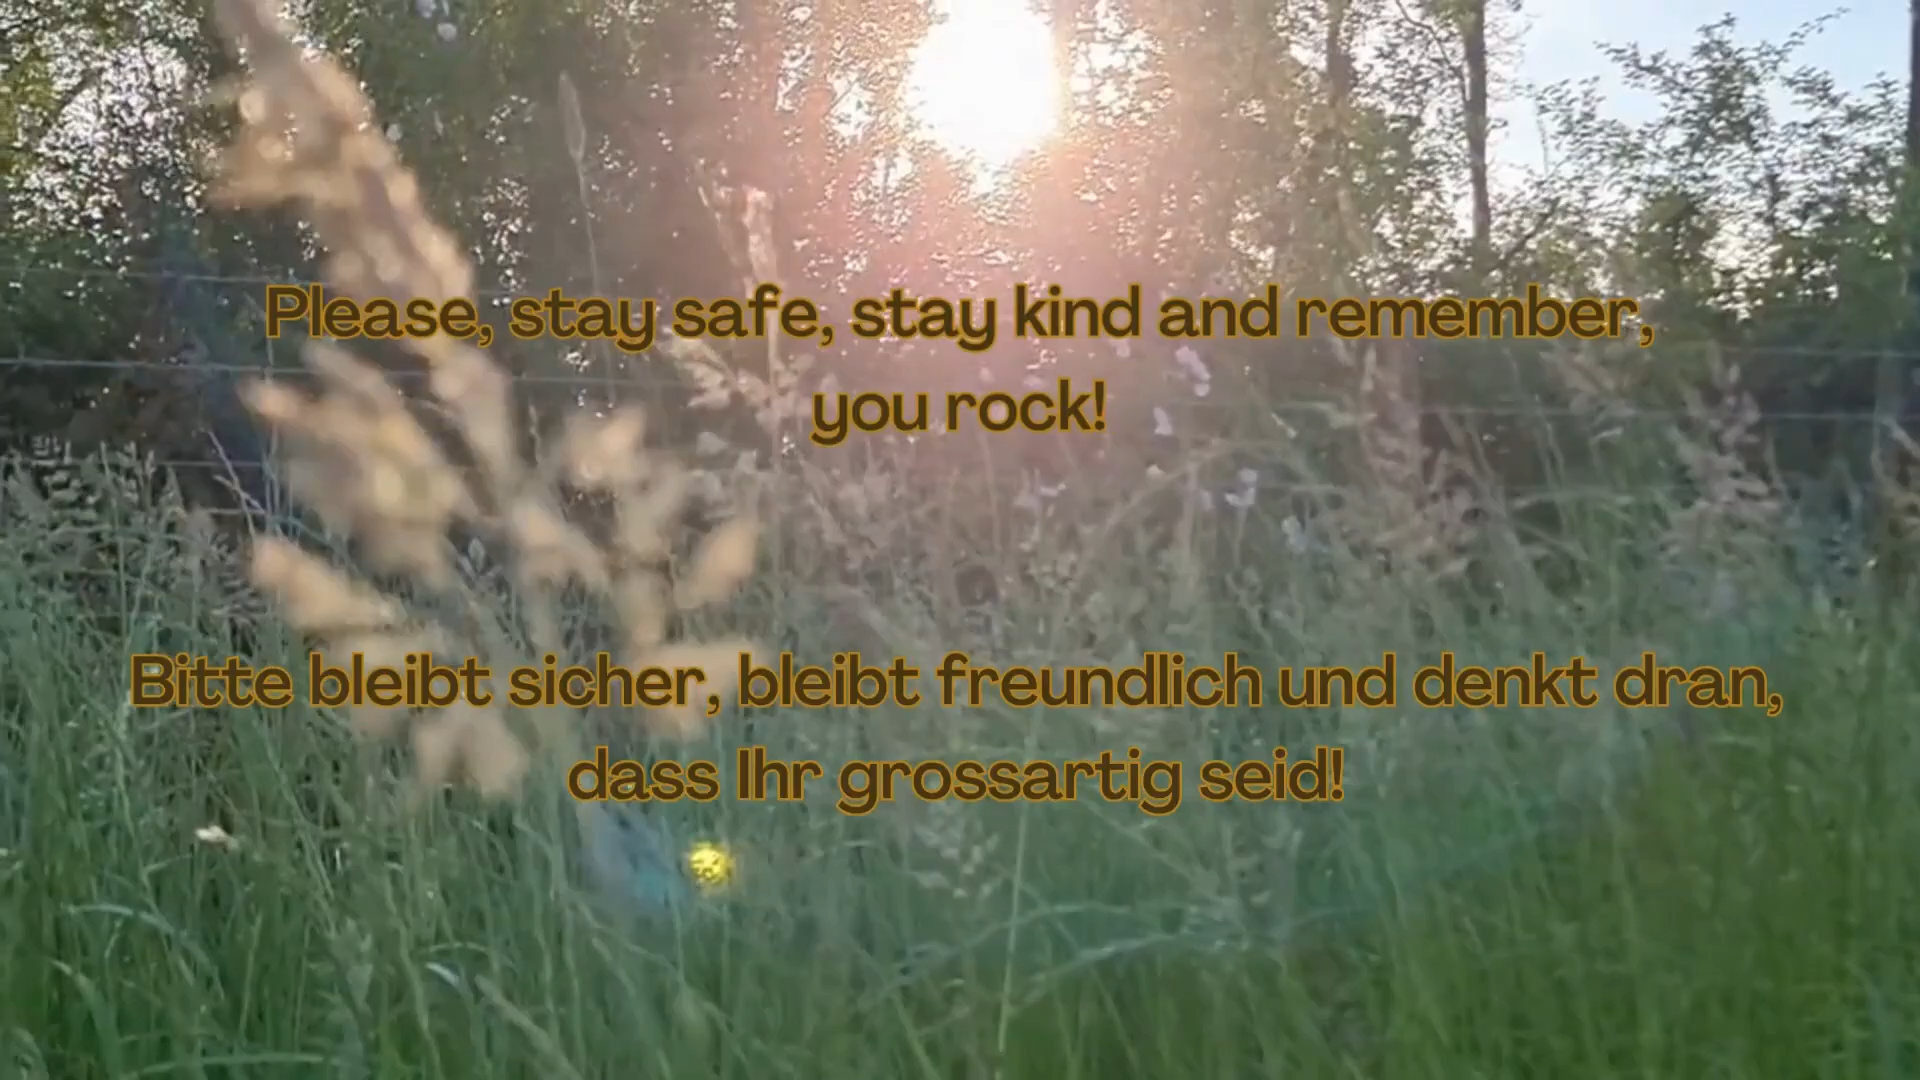 Please, stay safe, stay kind and remember,
you rock!
Bitte bleibt sicher, bleibt freundlich und denkt dran,
dass Ihr grossartig seid!